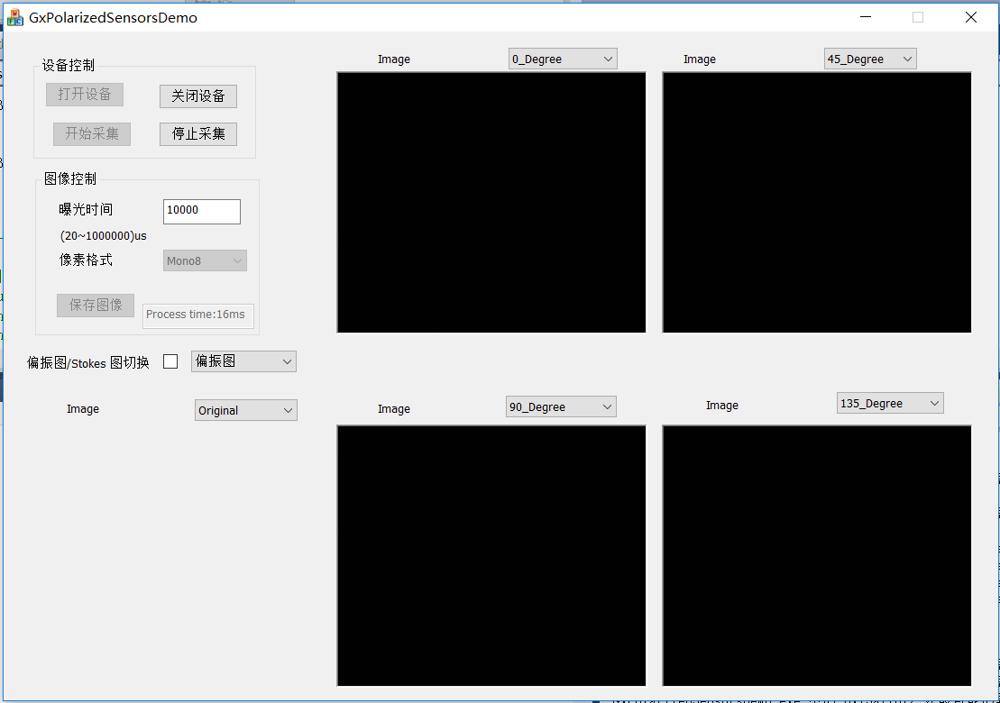 GxPolarizedSensorsDemo
设备控制
打开设备
关闭设备
开始采集
停止采集
图像控制
曝光时间
10000
(20~1000000)us
像素格式
Mono8
保存图像
Process time:16ms
偏振图/Stokes 图切换
偏振图
Image
Original
Image
0_Degree
Image
45_Degree
Image
90_Degree
Image
135_Degree